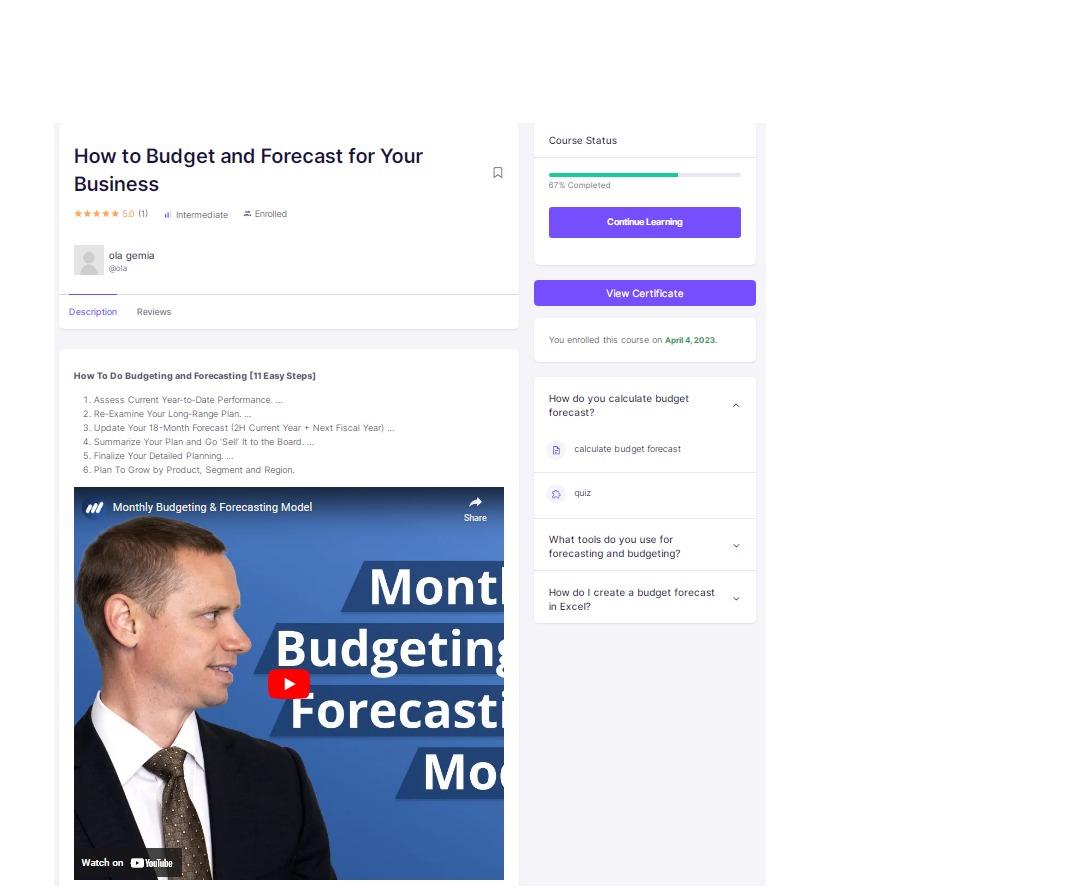 How to Budget and Forecast for Your
Business
5.0 (1) Intermediate Enrolled
ola gemia
@ola
Description Reviews
How To Do Budgeting and Forecasting [11 Easy Steps]
1. Assess Current Year-to-Date Performance. ...
2. Re-Examine Your Long-Range Plan. ...
3. Update Your 18-Month Forecast (2H Current Year + Next Fiscal Year) ...
4. Summarize Your Plan and Go ‘Sell’ It to the Board. ...
5. Finalize Your Detailed Planning. ...
6. Plan To Grow by Product, Segment and Region.
Monthly Budgeting & Forecasting Model
Share
Month
Budgeting
Forecasti
Mod
Watch on YouTube
Course Status
67% Completed
Continue Learning
View Certificate
You enrolled this course on April 4, 2023.
How do you calculate budget
forecast?
calculate budget forecast
quiz
What tools do you use for
forecasting and budgeting?
How do I create a budget forecast
in Excel?